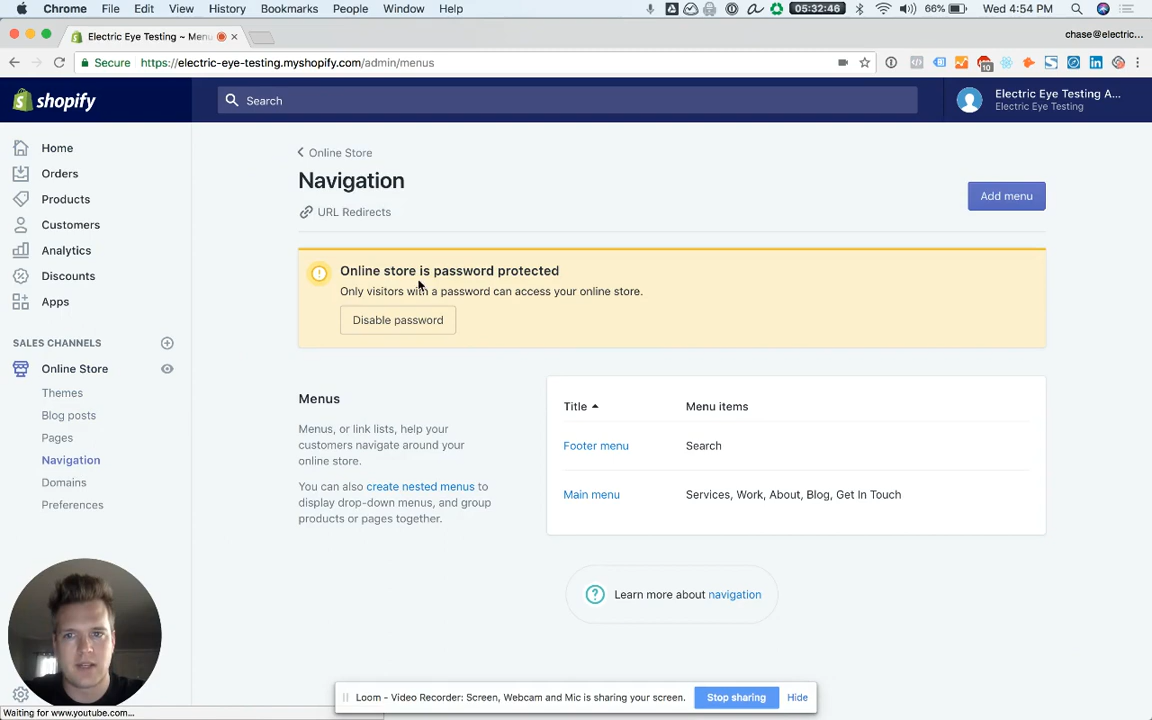 Chrome File Edit View History Bookmarks People Window Help 05:32:46 66% Wed 4:54 PM
Electric Eye Testing ~ Menu
chase@electric...
Secure https://electric-eye-testing.myshopify.com/admin/menus
10
shopify
Search
Electric Eye Testing A...
Electric Eye Testing
Home
Orders
Products
Customers
Analytics
Discounts
Apps
SALES CHANNELS
Online Store
Themes
Blog posts
Pages
Navigation
Domains
Preferences
Online Store
Navigation
URL Redirects
Add menu
Online store is password protected
Only visitors with a password can access your online store.
Disable password
Menus
Menus, or link lists, help your
customers navigate around your
online store.
You can also create nested menus to
display drop-down menus, and group
products or pages together.
Title Menu items
Footer menu Search
Main menu Services, Work, About, Blog, Get In Touch
Learn more about navigation
Loom - Video Recorder: Screen, Webcam and Mic is sharing your screen. Stop sharing Hide
Waiting for www.youtube.com...